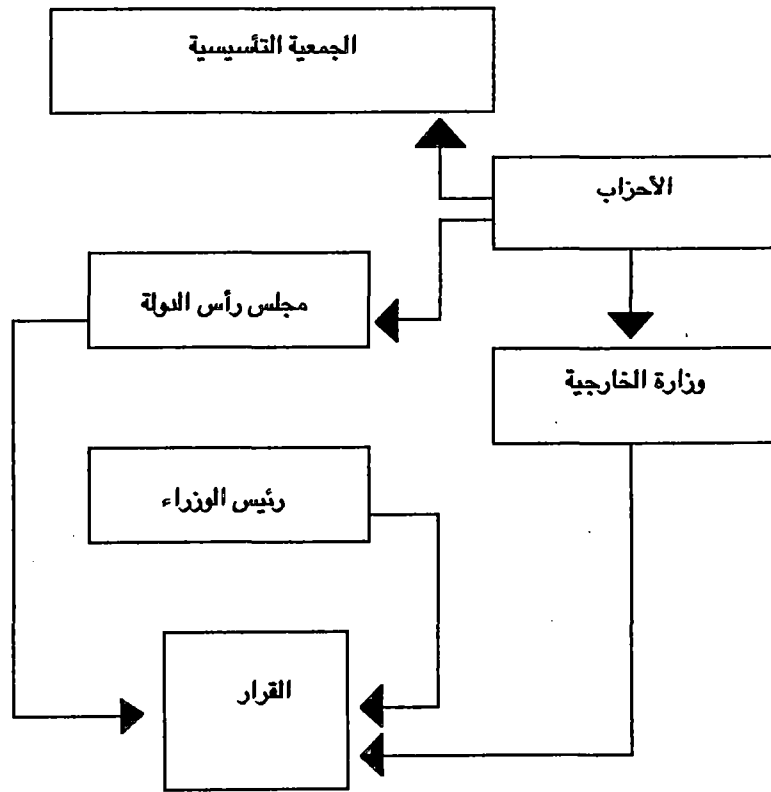 الجمعية التأسيسية
الأحزاب
مجلس رأس الدولة
وزارة الخارجية
رئيس الوزراء
القرار